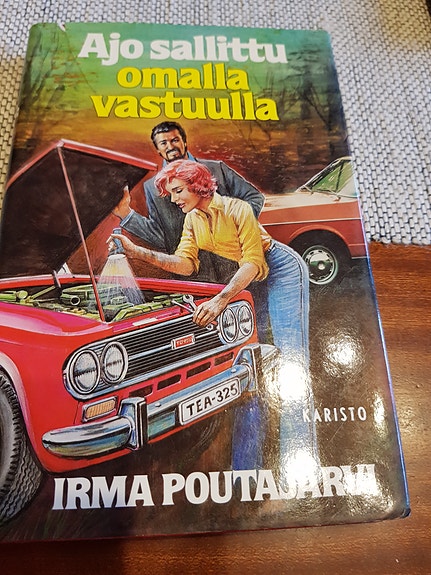 Ajo sallittu
omalla
vastuulla
TEA-325
KARISTO
IRMA POUTAJÄRVI